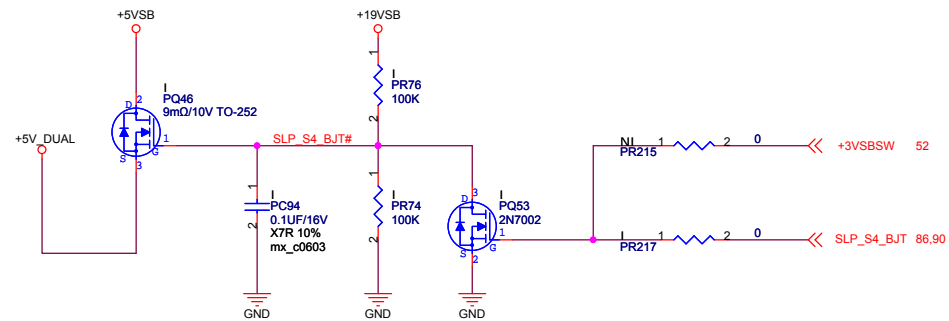 +5VSB
+19VSB
I
PQ46
9mΩ/10V TO-252
D 2
1
G
S
3
+5V_DUAL
1
I
PR76
100K
2
SLP_S4_BJT#
1
I
PC94
0.1UF/16V
X7R 10%
mx_c0603
2
I
PR74
100K
1
2
3
D
I
PQ53
2N7002
1
G
S
2
NI
PR215
1
2
0
+3VSBSW 52
I
PR217
1
2
0
SLP_S4_BJT 86,90
GND
GND
GND